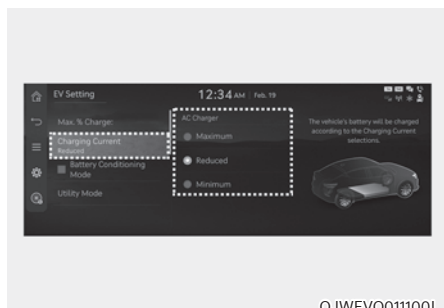 EV Setting
12:34 AM Feb. 19
Max. % Charge:
Charging Current
Reduced
Battery Conditioning
Mode
Utility Mode
AC Charger
Maximum
Reduced
Minimum
The vehicle's battery will be charged
according to the Charging Current
selections.